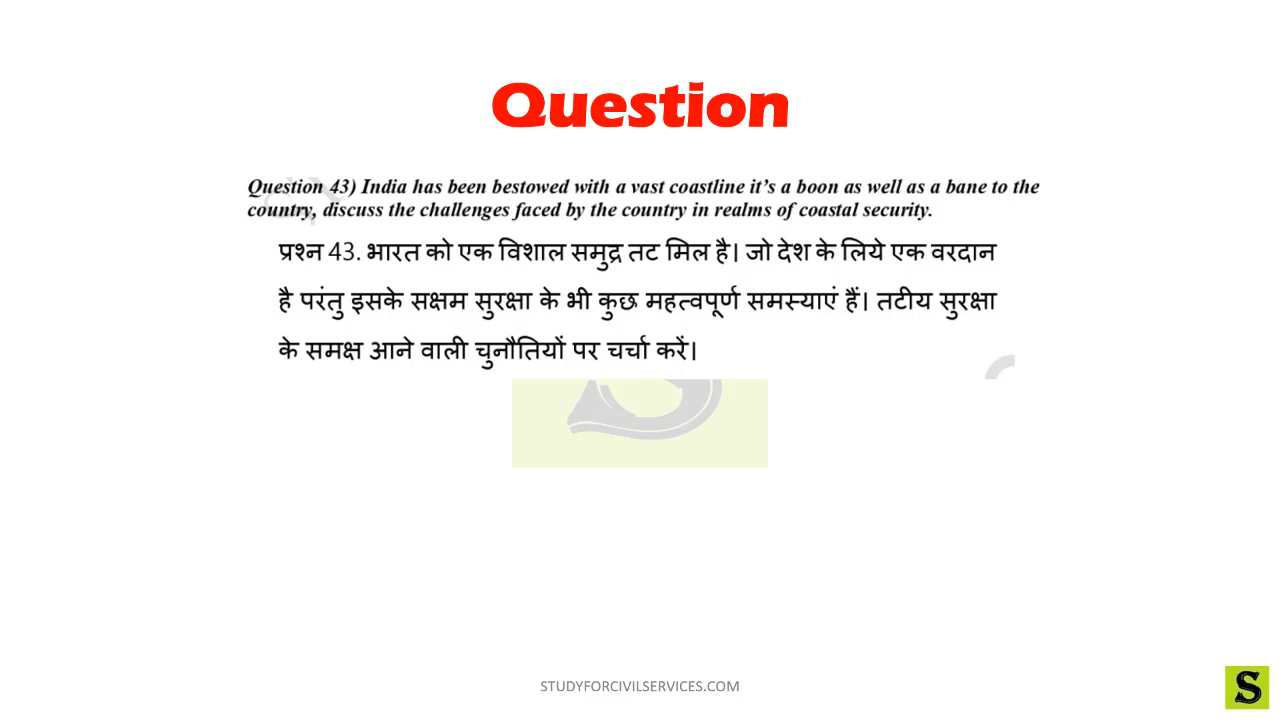 Question
Question 43) India has been bestowed with a vast coastline it's a boon as well as a bane to the
country, discuss the challenges faced by the country in realms of coastal security.
प्रश्न 43. भारत को एक विशाल समुद्र तट मिल है। जो देश के लिये एक वरदान
है परंतु इसके सक्षम सुरक्षा के भी कुछ महत्वपूर्ण समस्याएं हैं। तटीय सुरक्षा
के समक्ष आने वाली चुनौतियों पर चर्चा करें।
STUDYFORCIVILSERVICES.COM
S